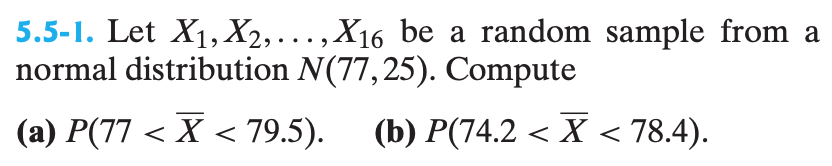 5.5-1. Let X₁, X₂, . . . , X₁₆ be a random sample from a
normal distribution N(77, 25). Compute
(a) P(77 < X̅ < 79.5). (b) P(74.2 < X̅ < 78.4).